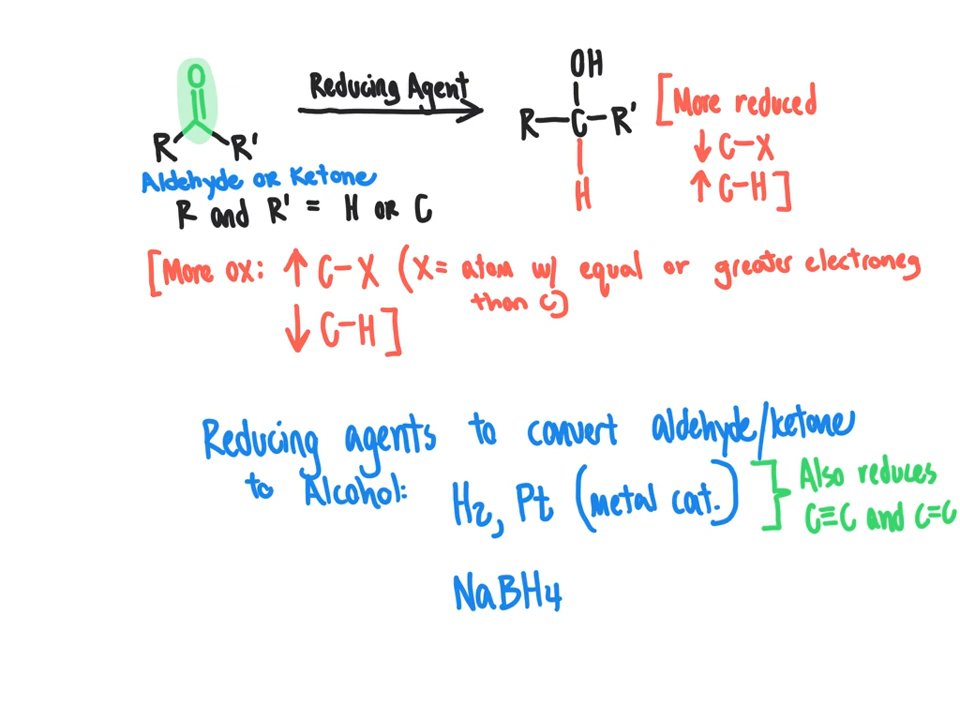 O
Reducing Agent
OH
R R'
R—C—R'
H
[More reduced
↓ C-X
↑ C-H]
Aldehyde or Ketone
R and R' = H or C
[More ox: ↑ C-X (X= atom w/ equal or greater electroneg
than C)
↓ C-H]
Reducing agents to convert aldehyde/ketone
to Alcohol:
H2, Pt (metal cat.)
Also reduces
C≡C and C=C
NaBH4